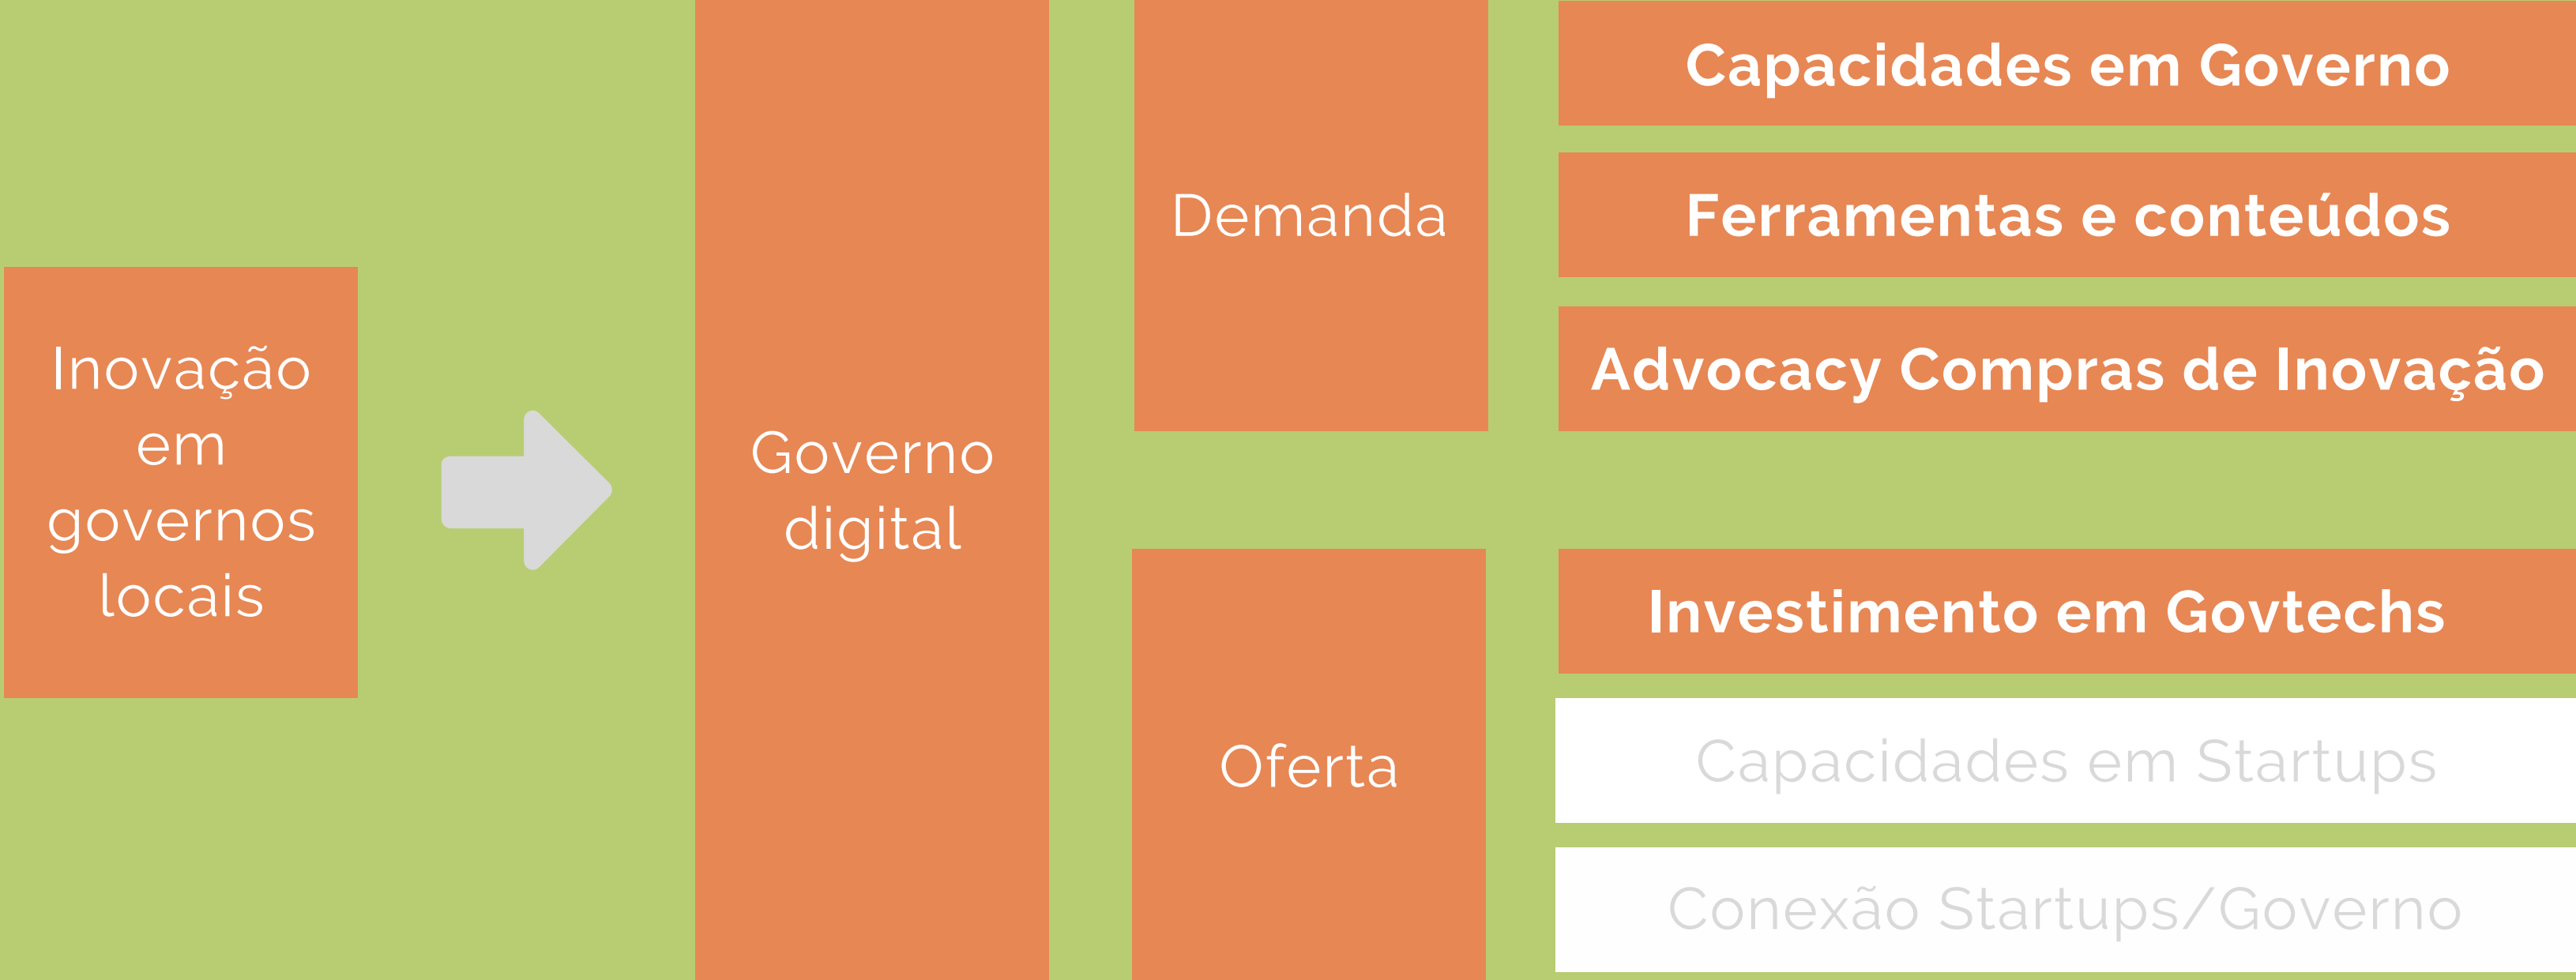 Inovação
em
governos
locais
Governo
digital
Demanda
Capacidades em Governo
Ferramentas e conteúdos
Advocacy Compras de Inovação
Oferta
Investimento em Govtechs
Capacidades em Startups
Conexão Startups/Governo